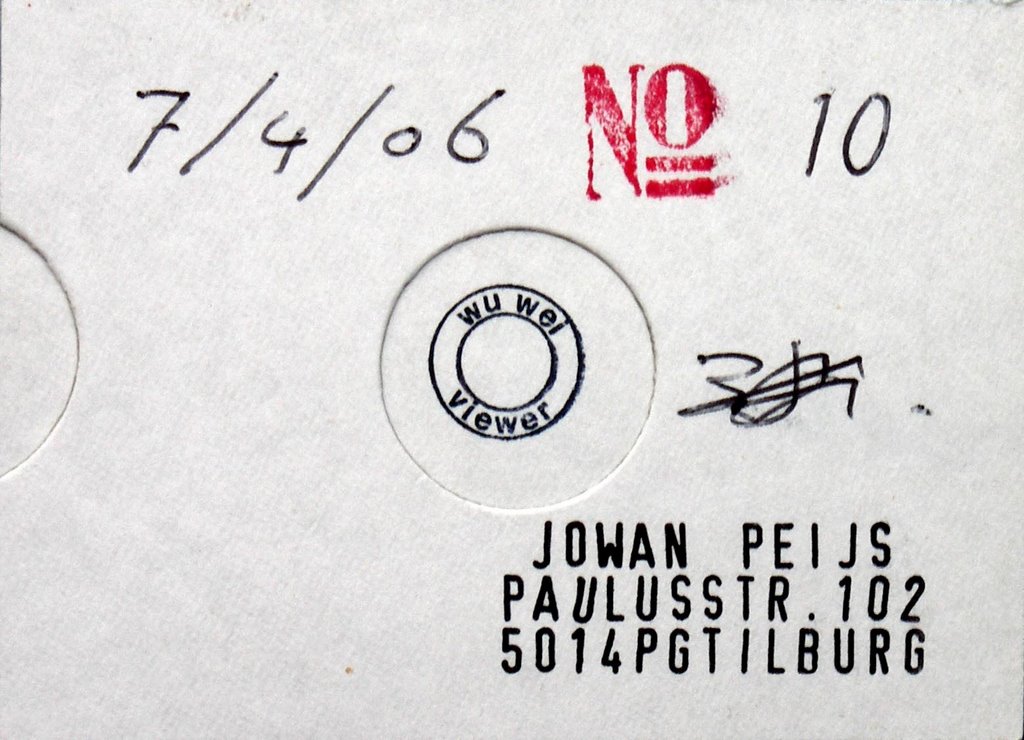 7/4/06 No 10
wu wei
viewer
JOWAN PEIJS
PAULUSSTR.102
5014PGTILBURG